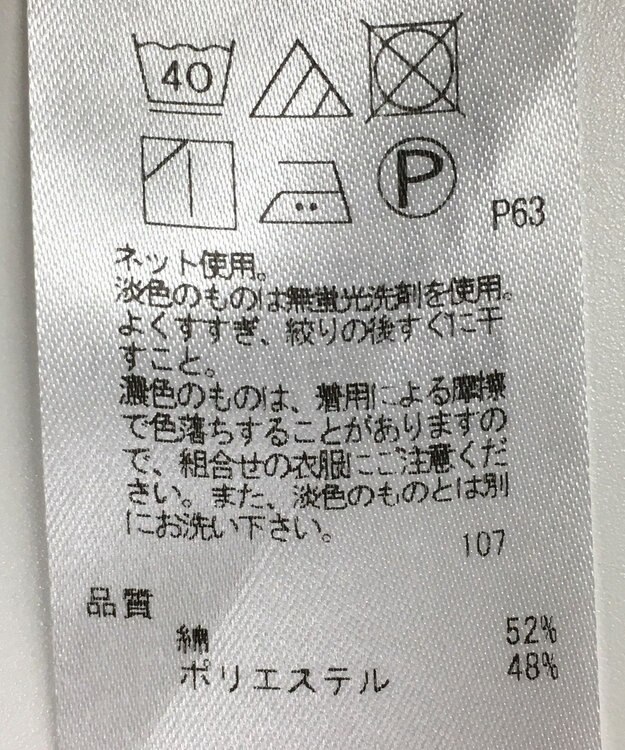 40
P
P63
ネット使用。
淡色のものは無蛍光洗剤を使用。
よくすすぎ、絞りの後すぐに干
すこと。
濃色のものは、着用による摩擦
で色落ちすることがありますの
で、組合せの衣服にご注意くだ
さい。また、淡色のものとは別
にお洗い下さい。
107
品質
綿 52%
ポリエステル 48%